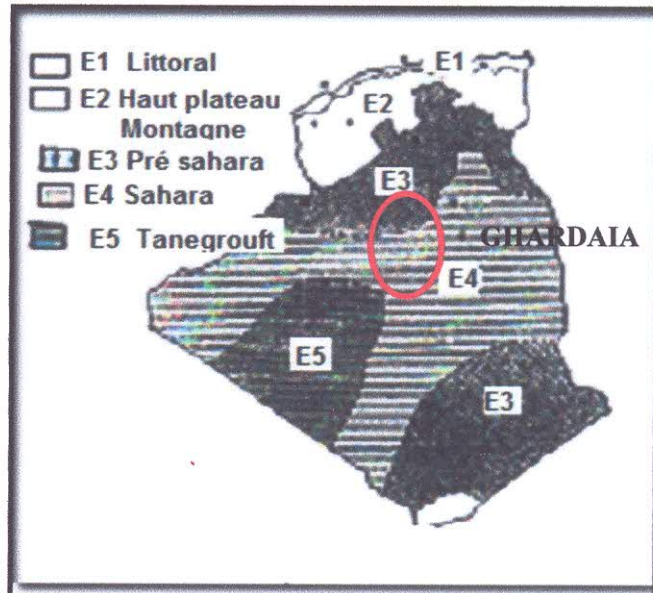 E1 Littoral
E2 Haut plateau
Montagne
E3 Pré sahara
E4 Sahara
E5 Tanegrouft
E1
E2
E3
GHARDAIA
E4
E5
E3